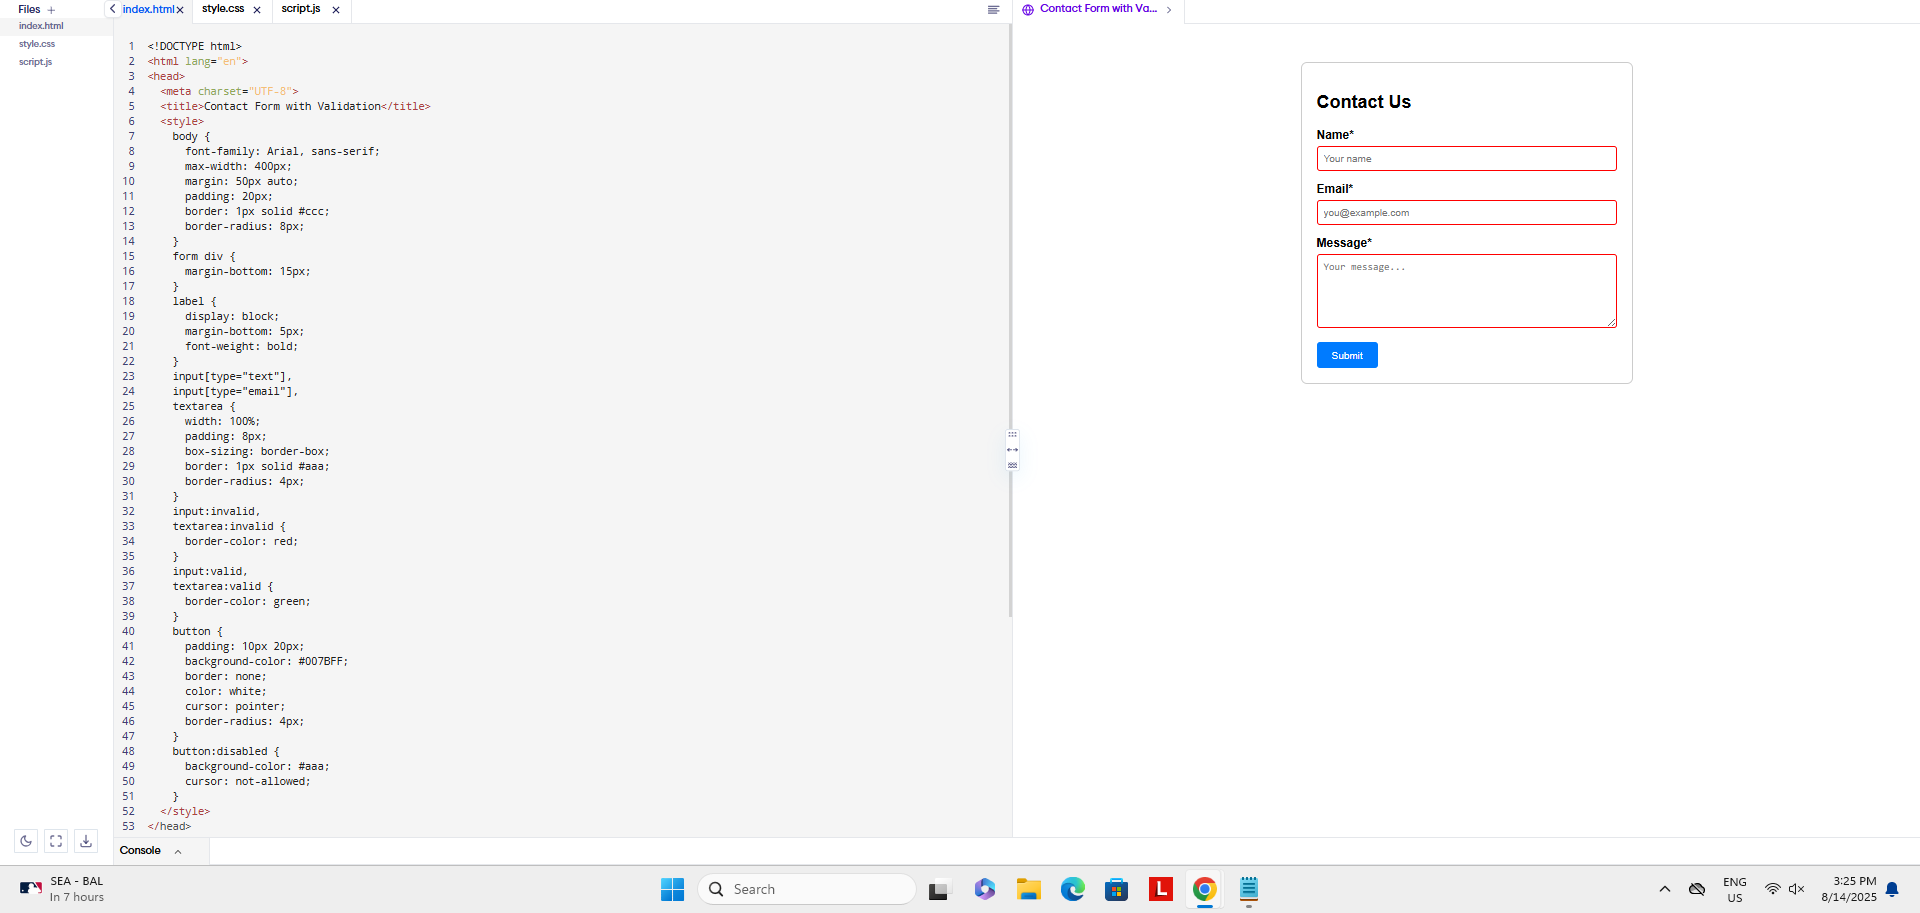 Files +
index.html
style.css
script.js
index.html
style.css
script.js
1 <!DOCTYPE html>
2 <html lang="en">
3 <head>
4 <meta charset="UTF-8">
5 <title>Contact Form with Validation</title>
6 <style>
7 body {
8 font-family: Arial, sans-serif;
9 max-width: 400px;
10 margin: 50px auto;
11 padding: 20px;
12 border: 1px solid #ccc;
13 border-radius: 8px;
14 }
15 form div {
16 margin-bottom: 15px;
17 }
18 label {
19 display: block;
20 margin-bottom: 5px;
21 font-weight: bold;
22 }
23 input[type="text"],
24 input[type="email"],
25 textarea {
26 width: 100%;
27 padding: 8px;
28 box-sizing: border-box;
29 border: 1px solid #aaa;
30 border-radius: 4px;
31 }
32 input:invalid,
33 textarea:invalid {
34 border-color: red;
35 }
36 input:valid,
37 textarea:valid {
38 border-color: green;
39 }
40 button {
41 padding: 10px 20px;
42 background-color: #007BFF;
43 border: none;
44 color: white;
45 cursor: pointer;
46 border-radius: 4px;
47 }
48 button:disabled {
49 background-color: #aaa;
50 cursor: not-allowed;
51 }
52 </style>
53 </head>
Console
Contact Form with Va...
Contact Us
Name*
Your name
Email*
you@example.com
Message*
Your message...
Submit
SEA - BAL
In 7 hours
Search
L
ENG
US
3:25 PM
8/14/2025